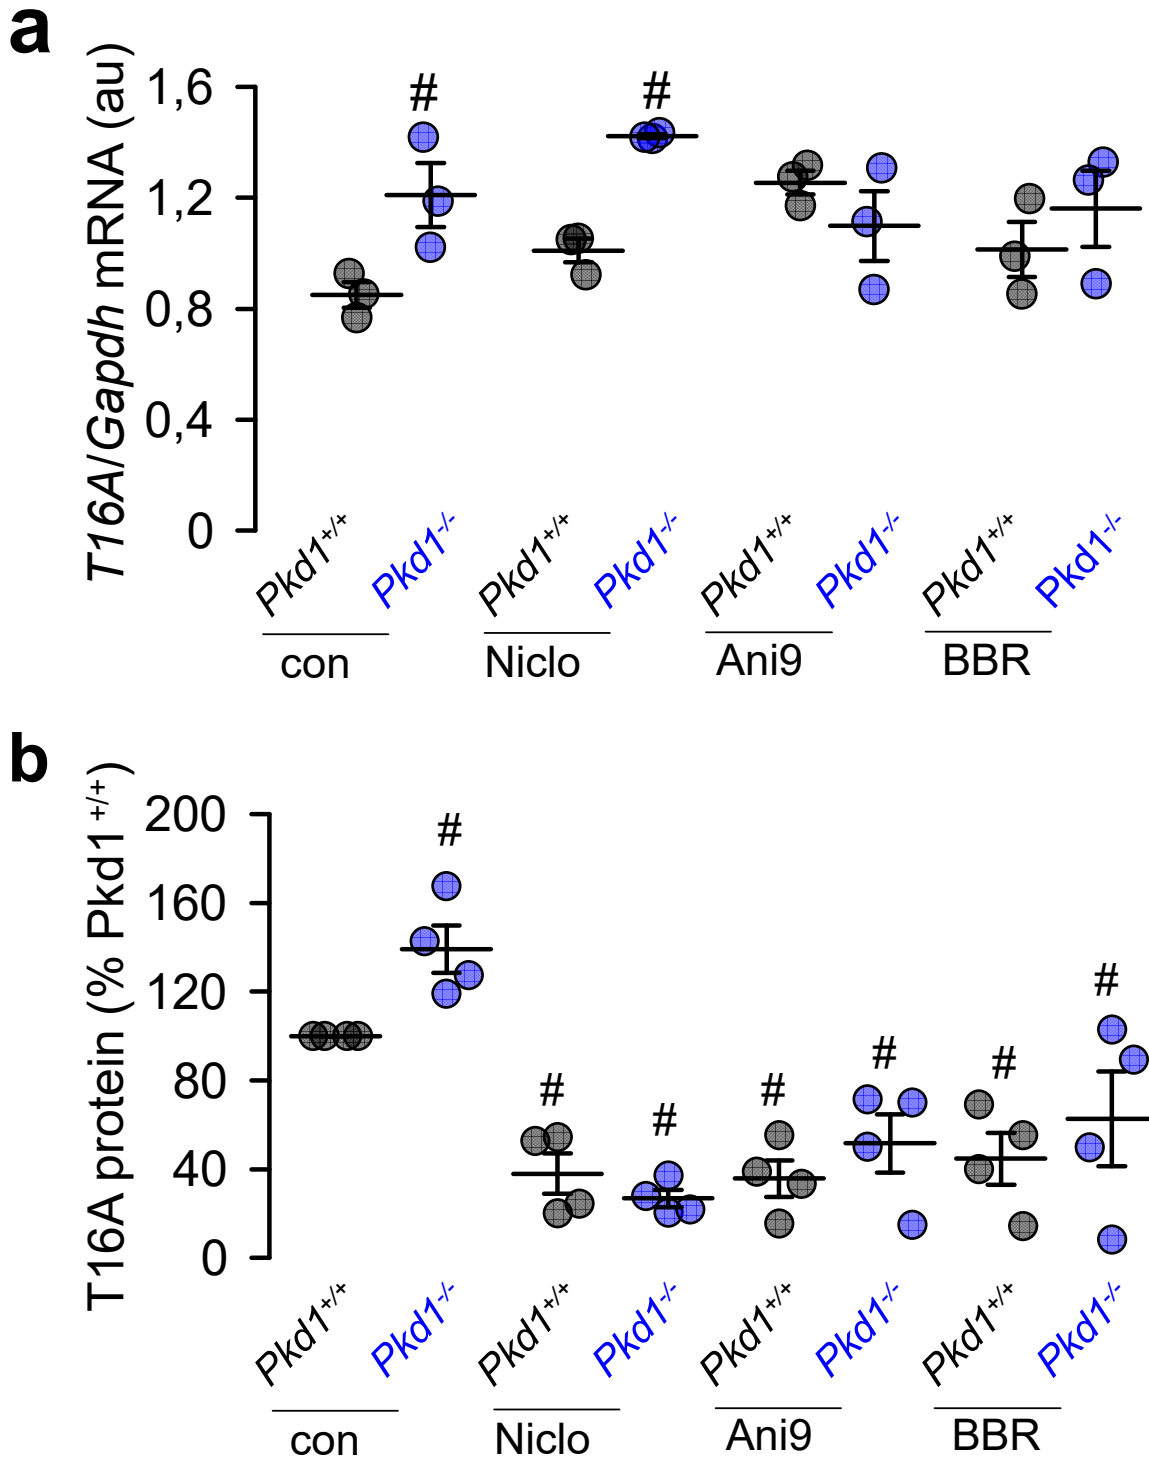 a
T16A/Gapdh mRNA (au)
1,6
1,2
0,8
0,4
0
#
#
Pkd1+/+
Pkd1-/-
Pkd1+/+
Pkd1-/-
Pkd1+/+
Pkd1-/-
Pkd1+/+
Pkd1-/-
con
Niclo
Ani9
BBR
b
T16A protein (% Pkd1+/+)
200
160
120
80
40
0
#
#
#
#
#
#
#
Pkd1+/+
Pkd1-/-
Pkd1+/+
Pkd1-/-
Pkd1+/+
Pkd1-/-
Pkd1+/+
Pkd1-/-
con
Niclo
Ani9
BBR